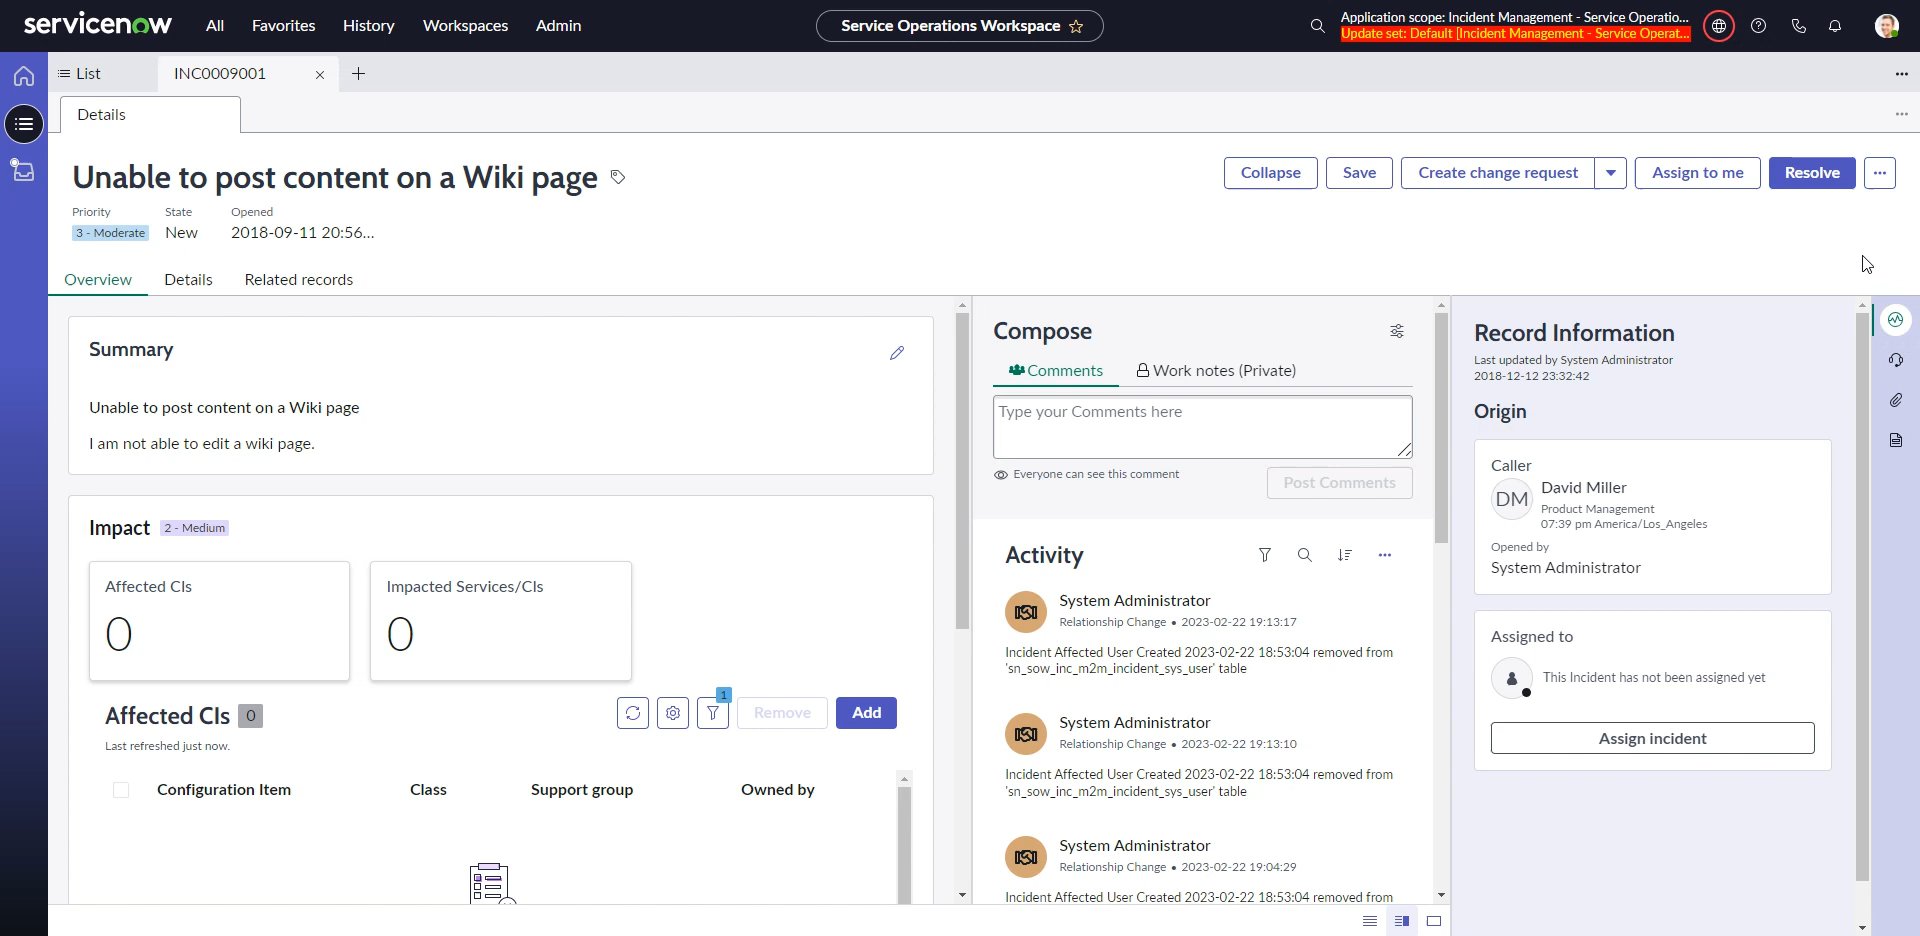 servicenow
All
Favorites
History
Workspaces
Admin
Service Operations Workspace
Application scope: Incident Management - Service Operatio...
Update set: Default [Incident Management - Service Operat...
List
INC0009001
Details
Unable to post content on a Wiki page
Collapse
Save
Create change request
Assign to me
Resolve
Priority
State
Opened
3 - Moderate
New
2018-09-11 20:56...
Overview
Details
Related records
Summary
Unable to post content on a Wiki page
I am not able to edit a wiki page.
Impact
2 - Medium
Affected CIs
0
Impacted Services/CIs
0
Affected CIs
0
Last refreshed just now.
1
Remove
Add
Configuration Item
Class
Support group
Owned by
Compose
Comments
Work notes (Private)
Type your Comments here
Everyone can see this comment
Post Comments
Activity
System Administrator
Relationship Change • 2023-02-22 19:13:17
Incident Affected User Created 2023-02-22 18:53:04 removed from
'sn_sow_inc_m2m_incident_sys_user' table
System Administrator
Relationship Change • 2023-02-22 19:13:10
Incident Affected User Created 2023-02-22 18:53:04 removed from
'sn_sow_inc_m2m_incident_sys_user' table
System Administrator
Relationship Change • 2023-02-22 19:04:29
Incident Affected User Created 2023-02-22 18:53:04 removed from
Record Information
Last updated by System Administrator
2018-12-12 23:32:42
Origin
Caller
DM
David Miller
Product Management
07:39 pm America/Los_Angeles
Opened by
System Administrator
Assigned to
This Incident has not been assigned yet
Assign incident